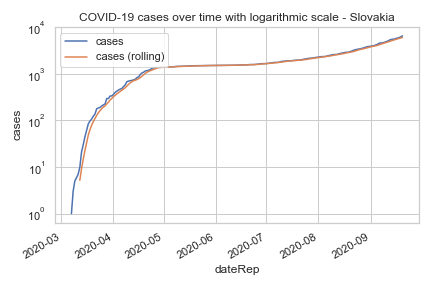 COVID-19 cases over time with logarithmic scale - Slovakia
cases
cases (rolling)
10⁴
10³
10²
10¹
10⁰
cases
2020-03
2020-04
2020-05
2020-06
2020-07
2020-08
2020-09
dateRep